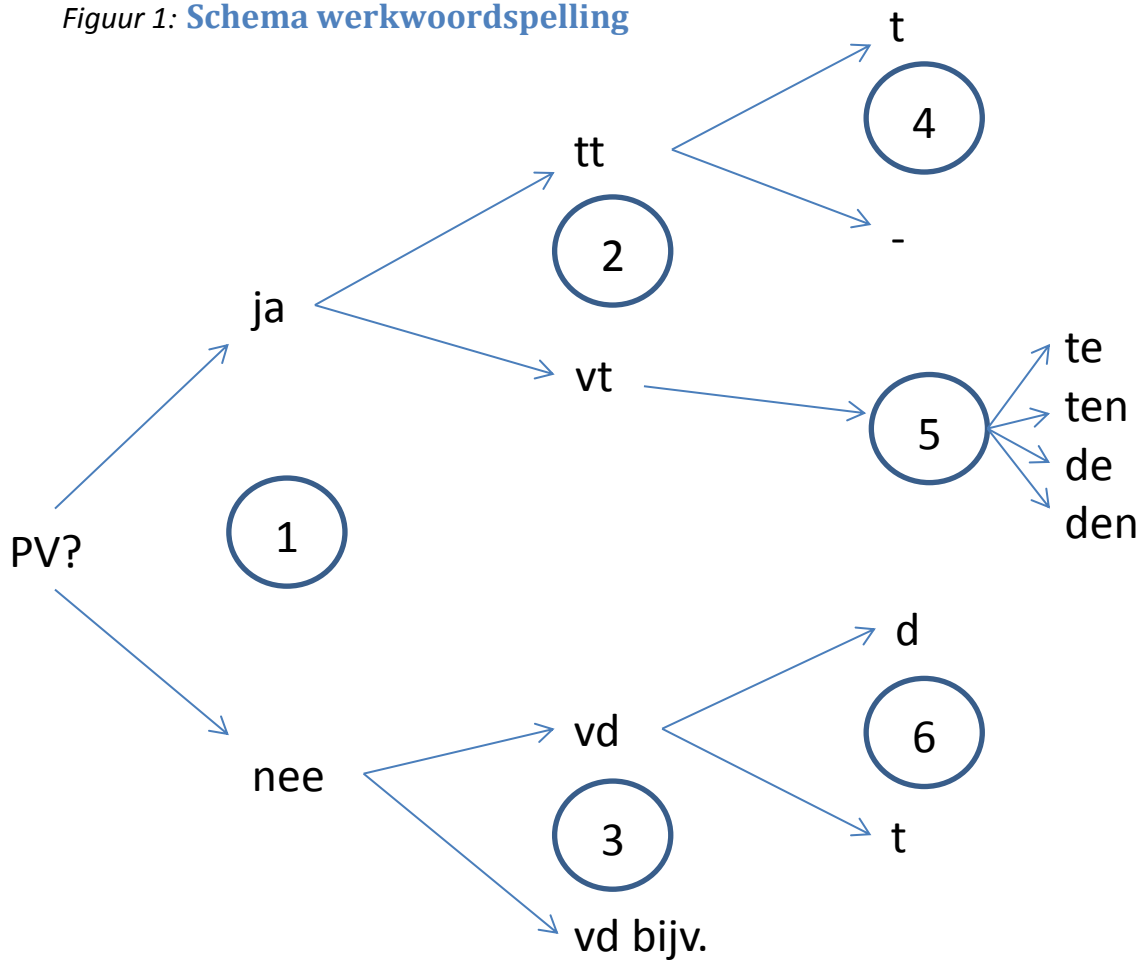 Figuur 1: Schema werkwoordspelling
t
4
tt
2
-
ja
te
vt
ten
5
de
den
1
PV?
d
vd
6
nee
3
t
vd bijv.